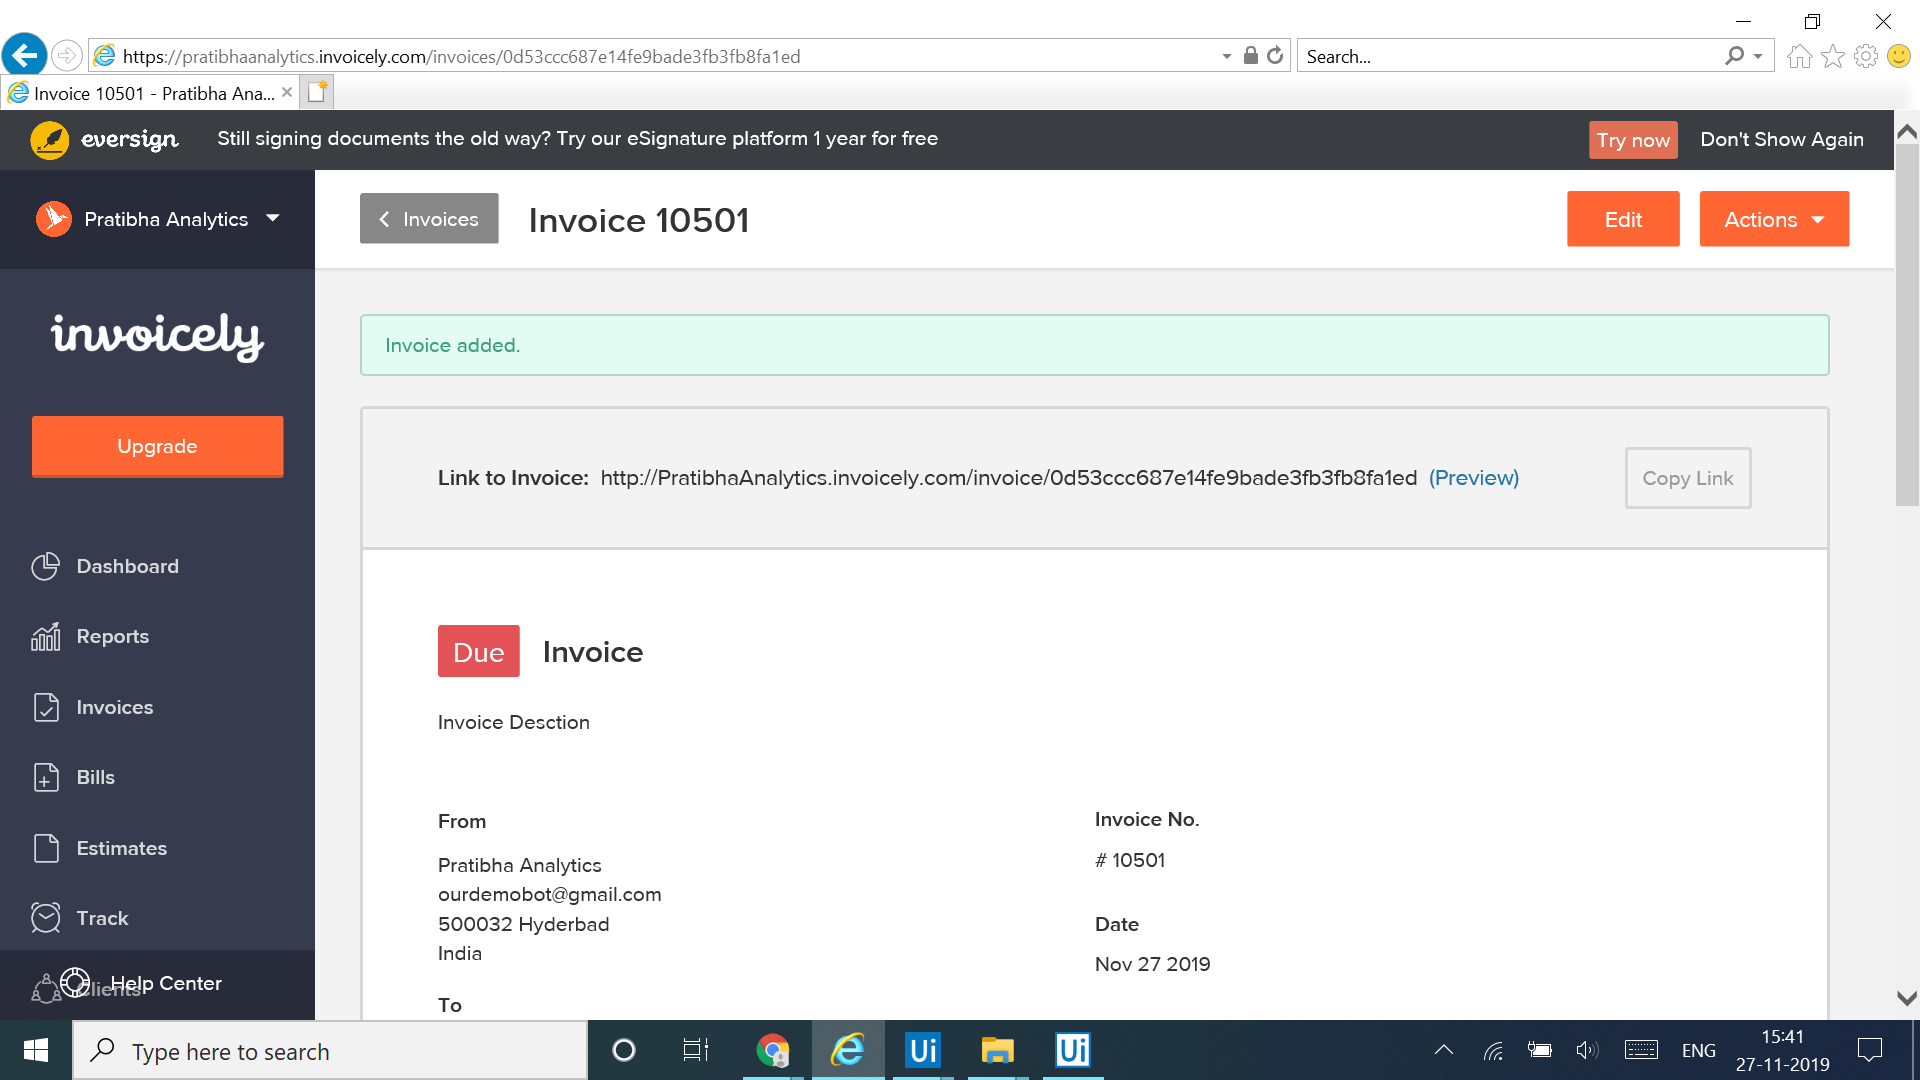 https://pratibhaanalytics.invoicely.com/invoices/0d53ccc687e14fe9bade3fb3fb8fa1ed
Search...
Invoice 10501 - Pratibha Ana...
eversign Still signing documents the old way? Try our eSignature platform 1 year for free Try now Don't Show Again
Pratibha Analytics
Invoices Invoice 10501 Edit Actions
invoicely
Invoice added.
Upgrade
Link to Invoice: http://PratibhaAnalytics.invoicely.com/invoice/0d53ccc687e14fe9bade3fb3fb8fa1ed (Preview) Copy Link
Dashboard
Reports
Invoices
Bills
Estimates
Track
Clients
Help Center
Due Invoice
Invoice Desction
From
Pratibha Analytics
ourdemobot@gmail.com
500032 Hyderbad
India
To
Invoice No.
# 10501
Date
Nov 27 2019
Type here to search
Ui
Ui
ENG
15:41
27-11-2019